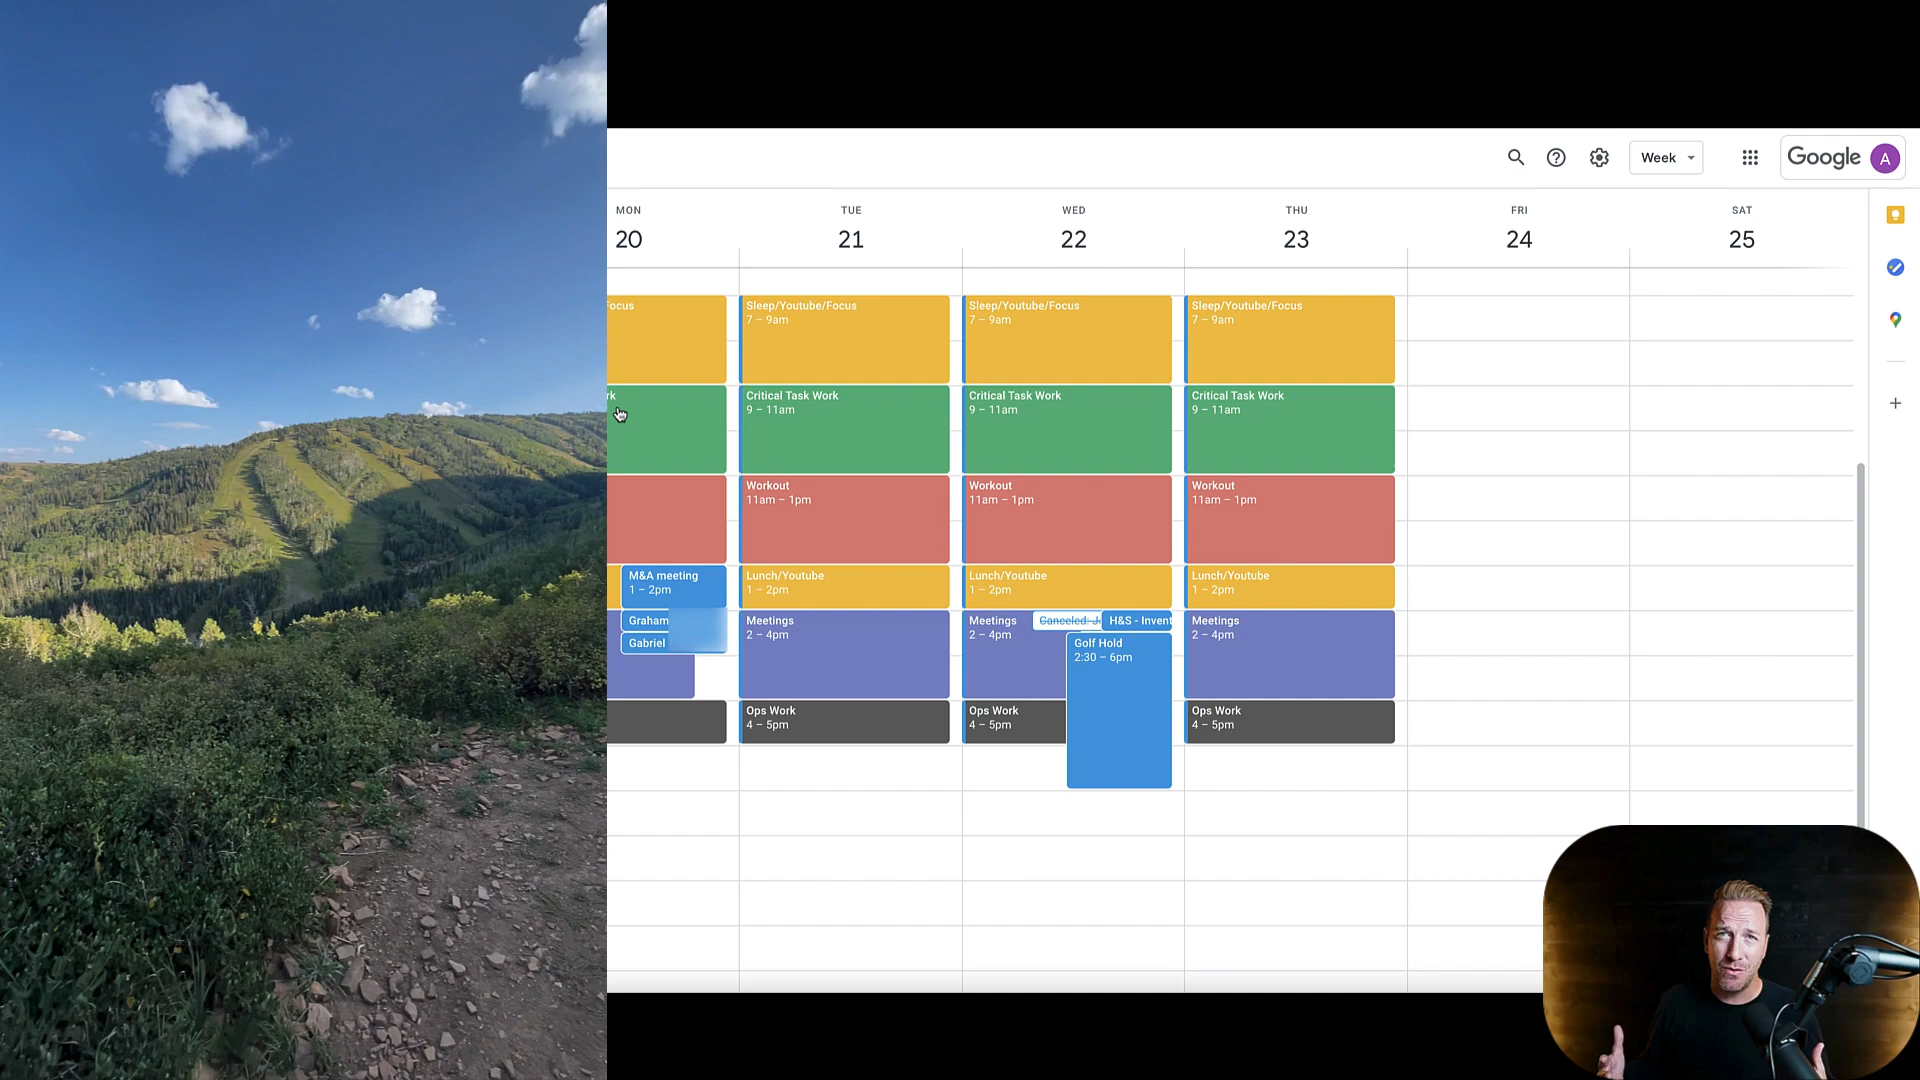 Week
Google
A
MON
TUE
WED
THU
FRI
SAT
20
21
22
23
24
25
Focus
rk
M&A meeting
1 – 2pm
Graham
Gabriel
Sleep/Youtube/Focus
7 – 9am
Critical Task Work
9 – 11am
Workout
11am – 1pm
Lunch/Youtube
1 – 2pm
Meetings
2 – 4pm
Ops Work
4 – 5pm
Sleep/Youtube/Focus
7 – 9am
Critical Task Work
9 – 11am
Workout
11am – 1pm
Lunch/Youtube
1 – 2pm
Meetings
2 – 4pm
Canceled: J
H&S - Invent
Golf Hold
2:30 – 6pm
Ops Work
4 – 5pm
Sleep/Youtube/Focus
7 – 9am
Critical Task Work
9 – 11am
Workout
11am – 1pm
Lunch/Youtube
1 – 2pm
Meetings
2 – 4pm
Ops Work
4 – 5pm